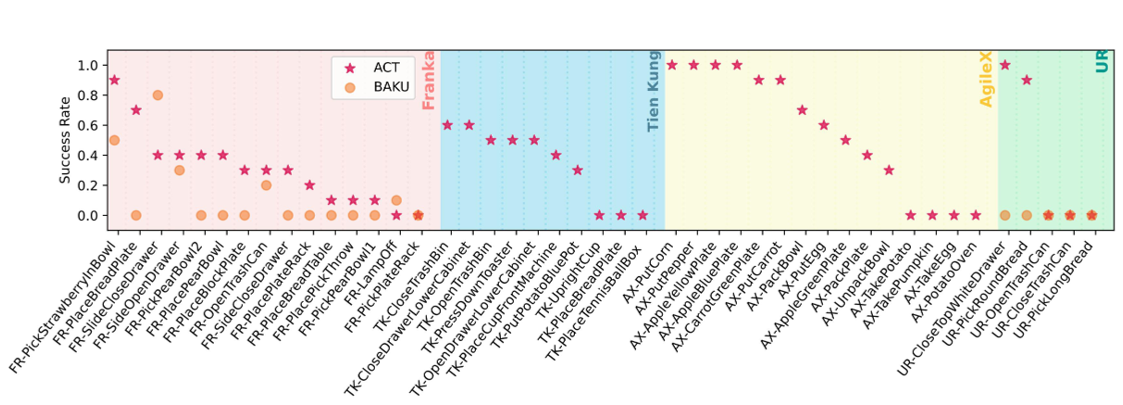 ACT
BAKU
Franka
Tien Kung
AgileX
UR
Success Rate
1.0
0.8
0.6
0.4
0.2
0.0
FR-PickStrawberryInBowl
FR-PlaceBreadPlate
FR-SlideCloseDrawer
FR-SideOpenDrawer
FR-PickPearBowl2
FR-PlacePearBowl
FR-PlaceBlockPlate
FR-OpenTrashCan
FR-SideCloseDrawer
FR-PlacePlateRack
FR-PlaceBreadTable
FR-PlacePickThrow
FR-PickPearBowl1
FR-LampOff
FR-PickPlateRack
TK-CloseTrashBin
TK-CloseDrawerLowerCabinet
TK-OpenTrashBin
TK-PressDownToaster
TK-OpenDrawerLowerCabinet
TK-PlaceCupFrontMachine
TK-PutPotatoBluePot
TK-UprightCup
TK-PlaceBreadPlate
TK-PlaceTennisBallBox
AX-PutCorn
AX-PutPepper
AX-AppleYellowPlate
AX-AppleBluePlate
AX-CarrotGreenPlate
AX-PutCarrot
AX-PackBowl
AX-PutEgg
AX-AppleGreenPlate
AX-PackPlate
AX-UnpackBowl
AX-TakePotato
AX-TakePumpkin
AX-TakeEgg
AX-PotatoOven
UR-CloseTopWhiteDrawer
UR-PickRoundBread
UR-OpenTrashCan
UR-CloseTrashCan
UR-PickLongBread